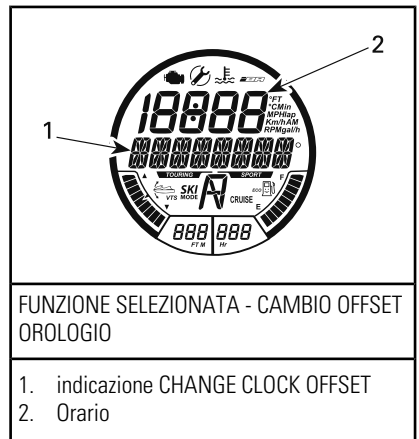 2
1
18888
°FT
°CMin
MPHlap
Km/hAM
RPMgal/h
TOURING SPORT
VTS SKI MODE CRUISE ECO F E
888 888
FT M Hr
FUNZIONE SELEZIONATA - CAMBIO OFFSET
OROLOGIO
1. indicazione CHANGE CLOCK OFFSET
2. Orario